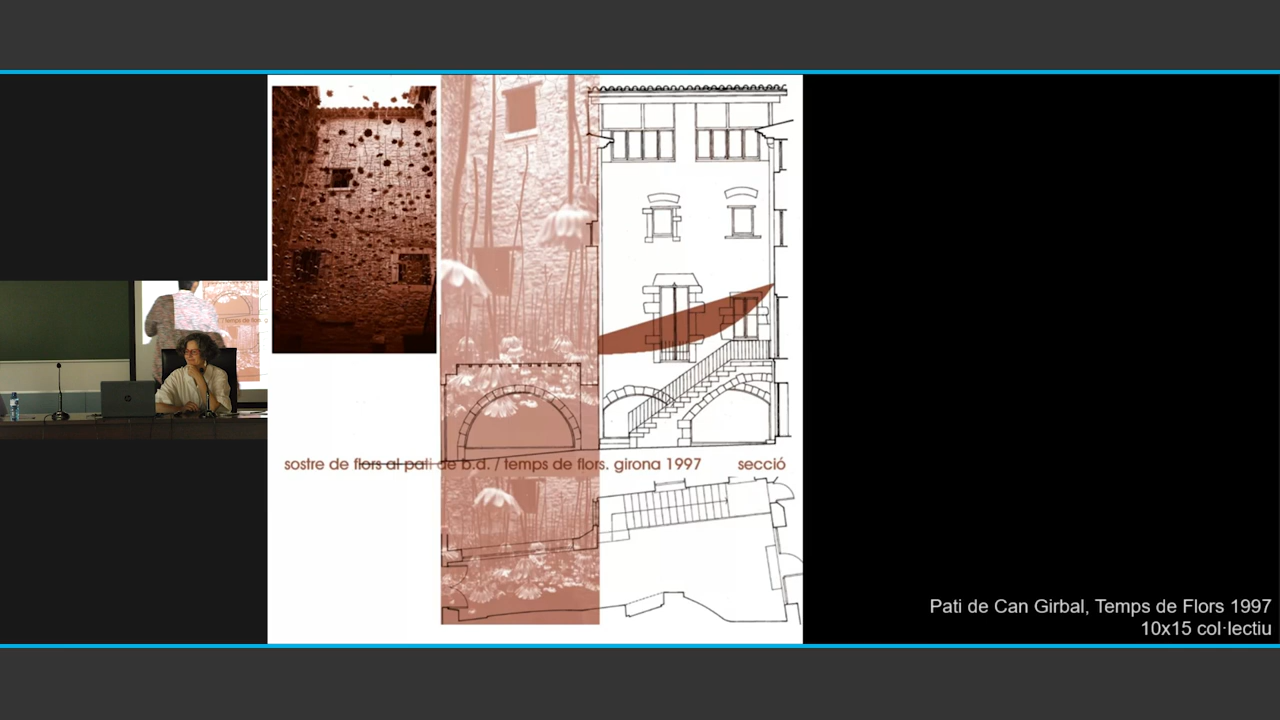 sostre de flors al pati de b.d. / temps de flors. girona 1997 secció
Pati de Can Girbal, Temps de Flors 1997
10x15 col·lectiu